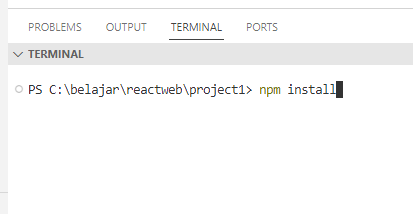 PROBLEMS OUTPUT TERMINAL PORTS
TERMINAL
PS C:\belajar\reactweb\project1> npm install